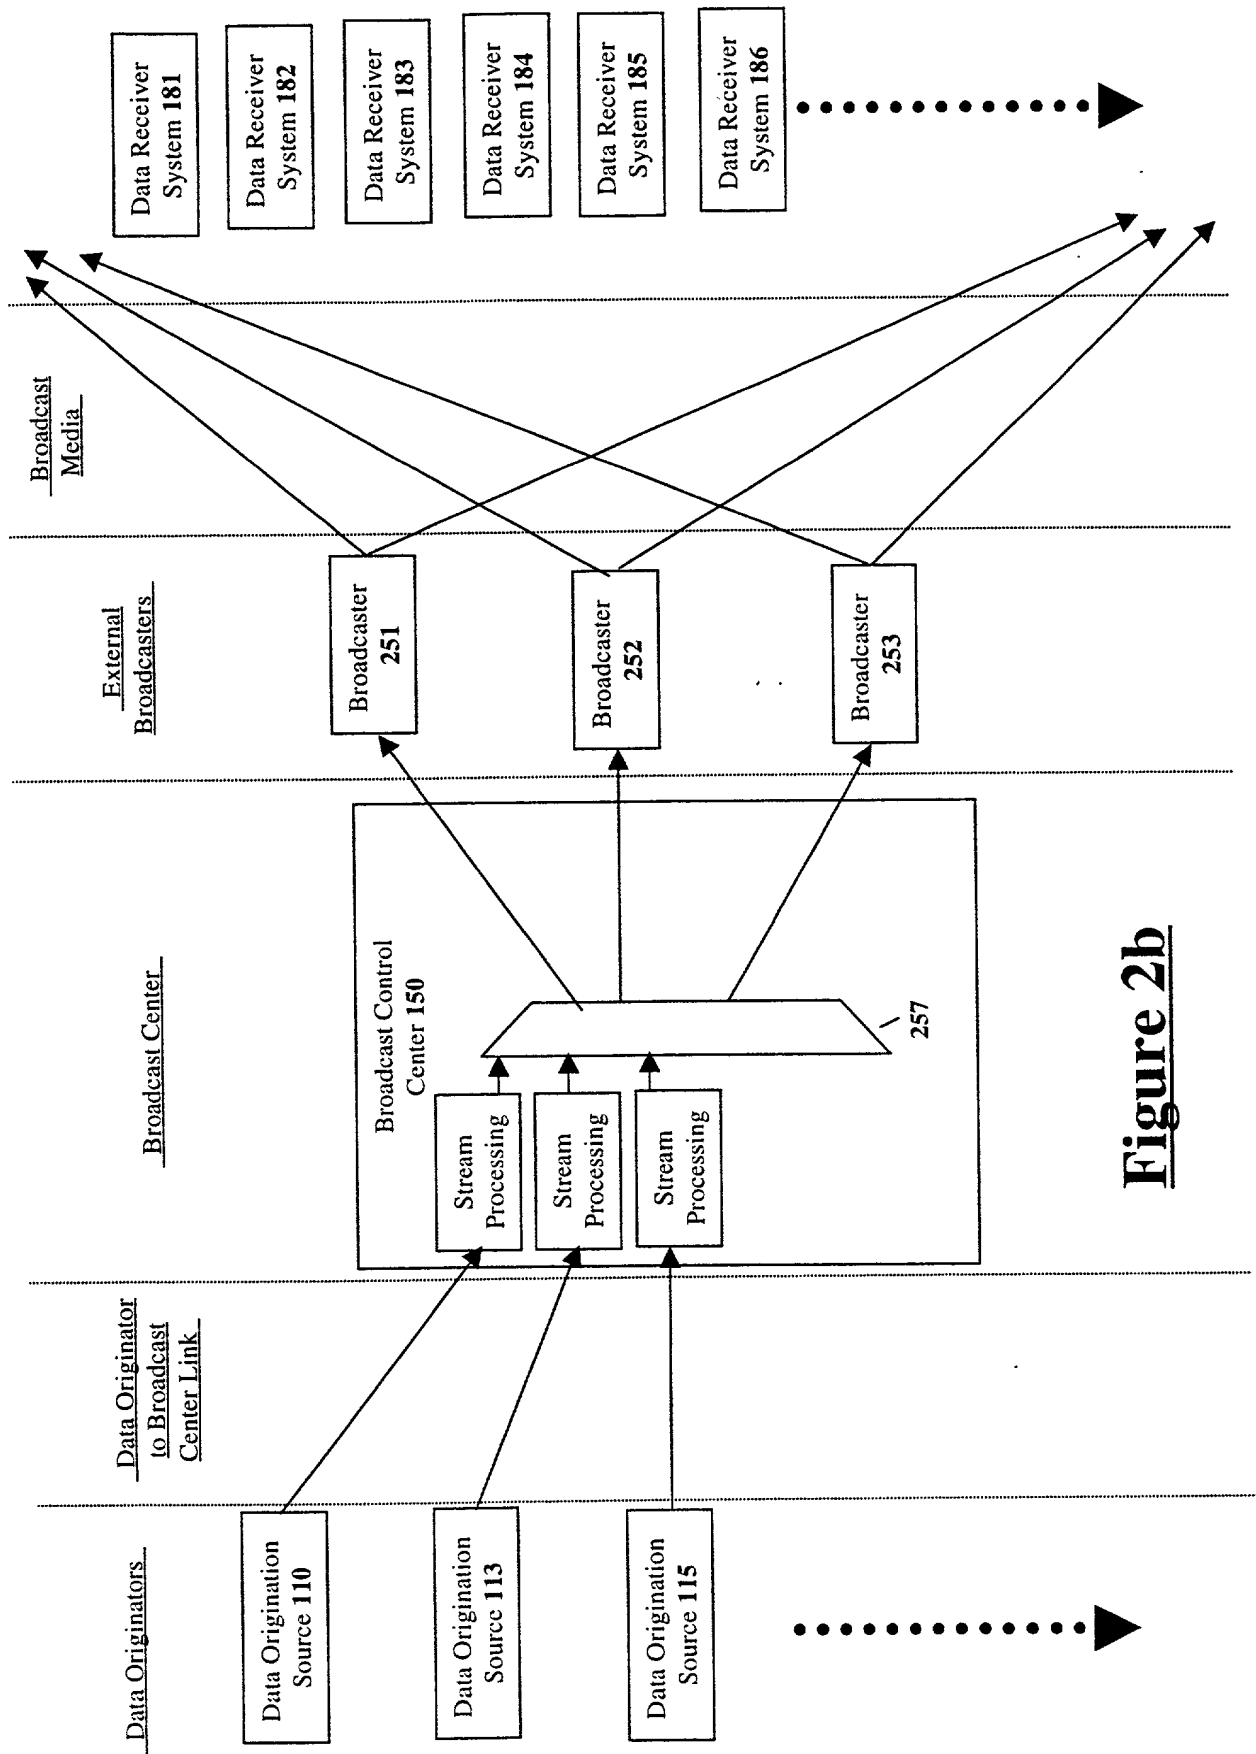 Data Originators
Data Originator
to Broadcast
Center Link
Broadcast Center
External
Broadcasters
Broadcast
Media
Data Origination
Source 110
Data Origination
Source 113
Data Origination
Source 115
Broadcast Control
Center 150
Stream
Processing
Stream
Processing
Stream
Processing
257
Broadcaster
251
Broadcaster
252
Broadcaster
253
Data Receiver
System 181
Data Receiver
System 182
Data Receiver
System 183
Data Receiver
System 184
Data Receiver
System 185
Data Receiver
System 186
Figure 2b